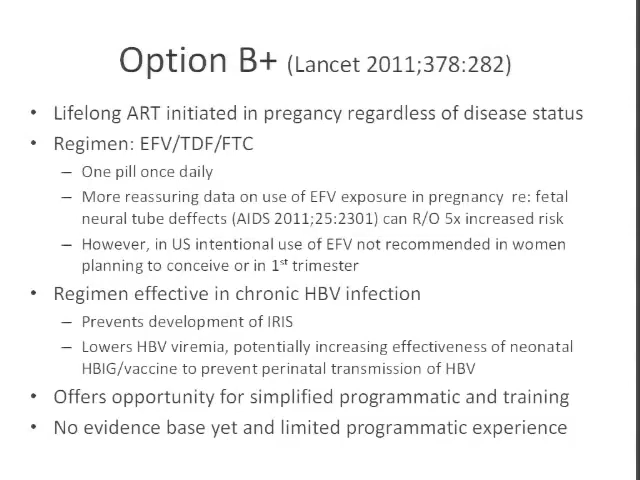 Option B+ (Lancet 2011;378:282)
• Lifelong ART initiated in pregancy regardless of disease status
• Regimen: EFV/TDF/FTC
– One pill once daily
– More reassuring data on use of EFV exposure in pregnancy re: fetal
neural tube deffects (AIDS 2011;25:2301) can R/O 5x increased risk
– However, in US intentional use of EFV not recommended in women
planning to conceive or in 1st trimester
• Regimen effective in chronic HBV infection
– Prevents development of IRIS
– Lowers HBV viremia, potentially increasing effectiveness of neonatal
HBIG/vaccine to prevent perinatal transmission of HBV
• Offers opportunity for simplified programmatic and training
• No evidence base yet and limited programmatic experience